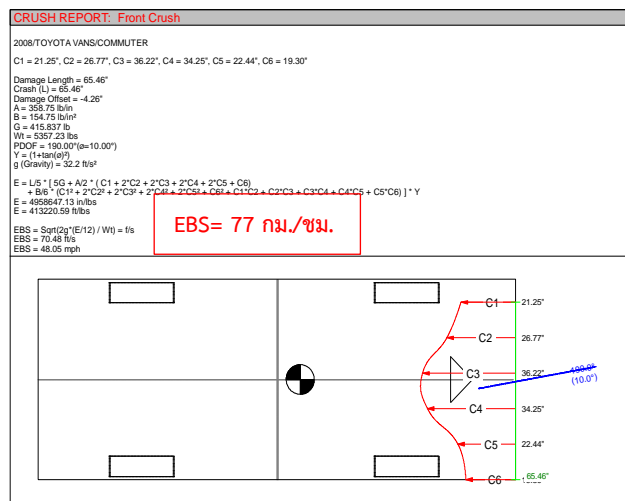 CRUSH REPORT: Front Crush
2008/TOYOTA VANS/COMMUTER
C1 = 21.25", C2 = 26.77", C3 = 36.22", C4 = 34.25", C5 = 22.44", C6 = 19.30"
Damage Length = 65.46"
Crash (L) = 65.46"
Damage Offset = -4.26"
A = 358.75 lb/in
B = 154.75 lb/in²
G = 415.837 lb
Wt = 5357.23 lbs
PDOF = 190.00°(ø=10.00°)
Y = (1+tan(ø)²)
g (Gravity) = 32.2 ft/s²
E = L/5 * [ 5G + A/2 * ( C1 + 2*C2 + 2*C3 + 2*C4 + 2*C5 + C6)
+ B/6 * (C1² + 2*C2² + 2*C3² + 2*C4² + 2*C5² + C6² + C1*C2 + C2*C3 + C3*C4 + C4*C5 + C5*C6) ] * Y
E = 4958647.13 in/lbs
E = 413220.59 ft/lbs
EBS= 77 กม./ซม.
EBS = Sqrt(2g*(E/12) / Wt) = f/s
EBS = 70.48 ft/s
EBS = 48.05 mph
C1 21.25"
C2 26.77"
C3 36.22"
190.0°
(10.0°)
C4 34.25"
C5 22.44"
C6 65.46"